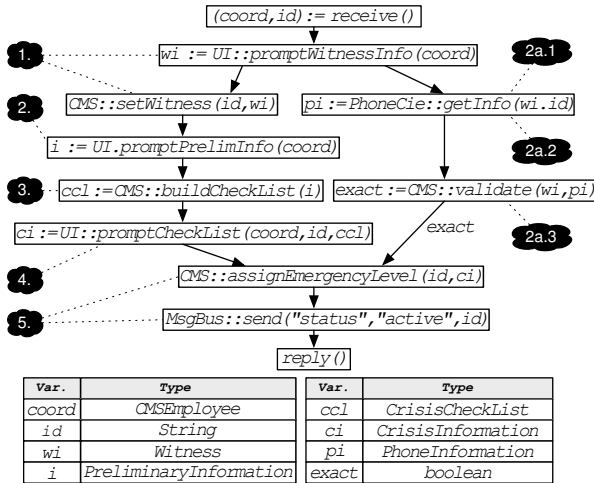 (coord,id):= receive()
1.
wi := UI::promptWitnessInfo(coord)
2a.1
CMS::setWitness(id,wi)
pi:=PhoneCie::getInfo(wi.id)
2.
i := UI.promptPrelimInfo(coord)
2a.2
3.
ccl:=CMS::buildCheckList(i)
exact:=CMS::validate(wi,pi)
ci:=UI::promptCheckList(coord,id,ccl)
exact
2a.3
4.
CMS::assignEmergencyLevel(id,ci)
5.
MsgBus::send("status","active",id)
reply()
Var. Type
coord CMSEmployee
id String
wi Witness
i PreliminaryInformation
Var. Type
ccl CrisisCheckList
ci CrisisInformation
pi PhoneInformation
exact boolean